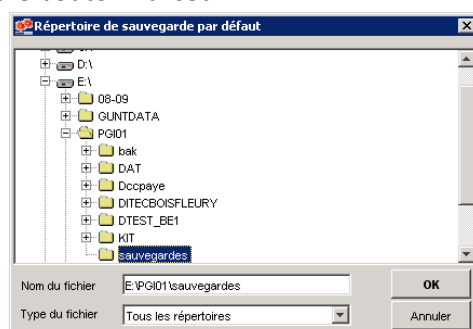 Répertoire de sauvegarde par défaut
D:\
E:\
08-09
GUNTDATA
PGI01
bak
DAT
Dccpaye
DITECBOISFLEURY
DTEST_BE1
KIT
sauvegardes
Nom du fichier E:\PGI01\sauvegardes OK
Type du fichier Tous les répertoires Annuler